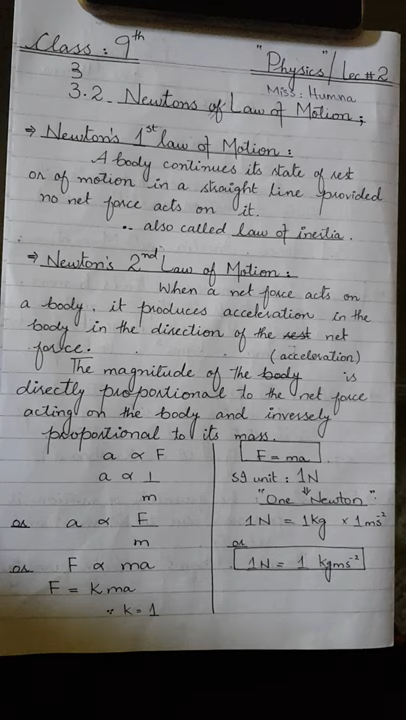 Class: 9th
"Physics"/Lec # 2
3
Miss: Humna
3.2 - Newtons of Law of Motion;
⇒ Newton's 1st law of Motion:
A body continues its state of rest
or of motion in a straight line provided
no net force acts on it.
∴ also called law of inertia.
⇒ Newton's 2nd Law of Motion:
When a net force acts on
a body, it produces acceleration in the
body in the direction of the rest net
force.
(acceleration)
The magnitude of the body is
directly proportional to the net force
acting on the body and inversely
proportional to its mass.
a ∝ F
a ∝ 1/m
or a ∝ F/m
or F ∝ ma
F = Kma
∵ k = 1
F = ma
SI unit : 1N
"One Newton"
1N = 1kg × 1ms⁻²
or
1N = 1 kgms⁻²